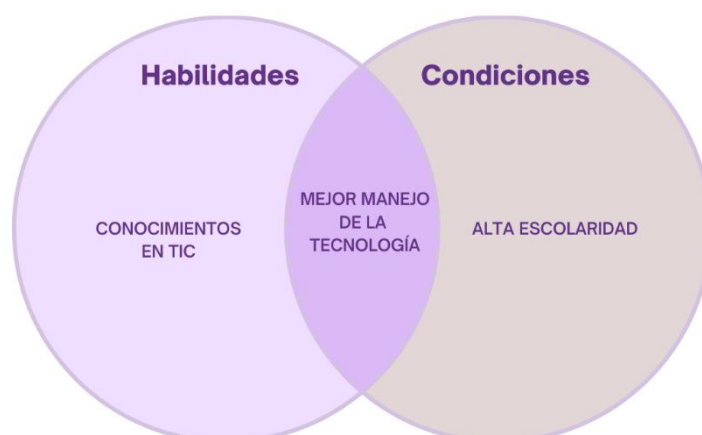 Habilidades
Condiciones
CONOCIMIENTOS
EN TIC
MEJOR MANEJO
DE LA
TECNOLOGÍA
ALTA ESCOLARIDAD